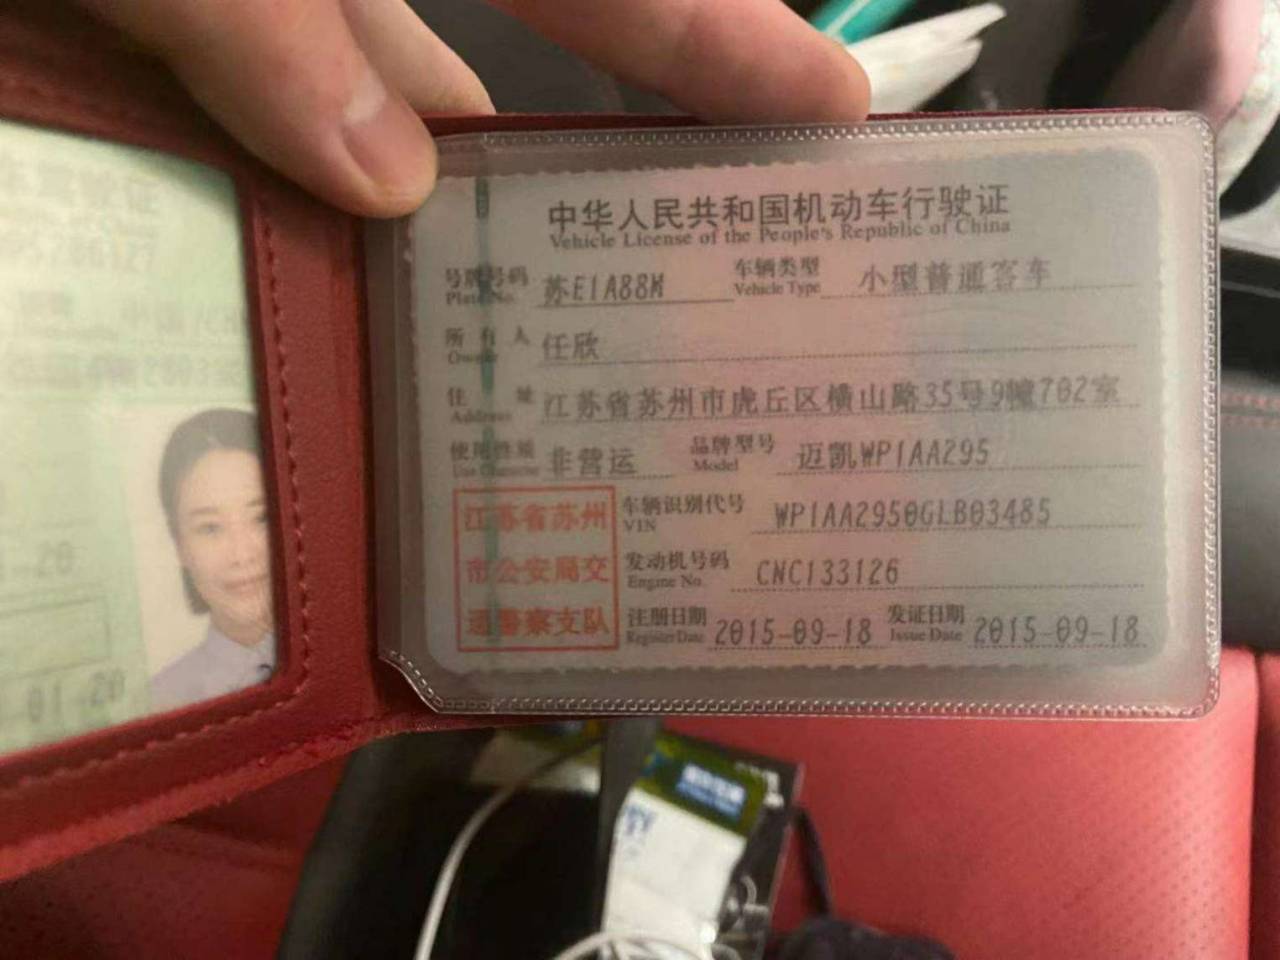 中华人民共和国机动车行驶证
Vehicle License of the People's Republic of China
号牌号码 Plate No. 苏E1A88M 车辆类型 Vehicle Type 小型普通客车
所有人 Owner 任欣
住址 Address 江苏省苏州市虎丘区横山路35号9幢702室
使用性质 Use Character 非营运 品牌型号 Model 迈凯WP1AA295
江苏省苏州
市公安局交
通警察支队
车辆识别代号 VIN WP1AA2950GLB03485
发动机号码 Engine No. CNC133126
注册日期 Register Date 2015-09-18 发证日期 Issue Date 2015-09-18